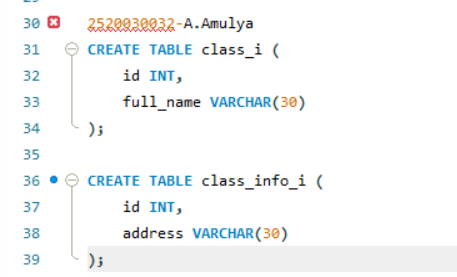 30 2520030032-A.Amulya
31 CREATE TABLE class_i (
32 id INT,
33 full_name VARCHAR(30)
34 );
35
36 CREATE TABLE class_info_i (
37 id INT,
38 address VARCHAR(30)
39 );